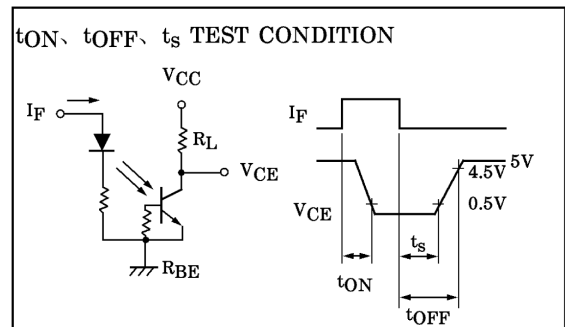 tON、tOFF、ts TEST CONDITION
VCC
IF
RL
VCE
RBE
IF
5V
4.5V
0.5V
VCE
ts
tON
tOFF